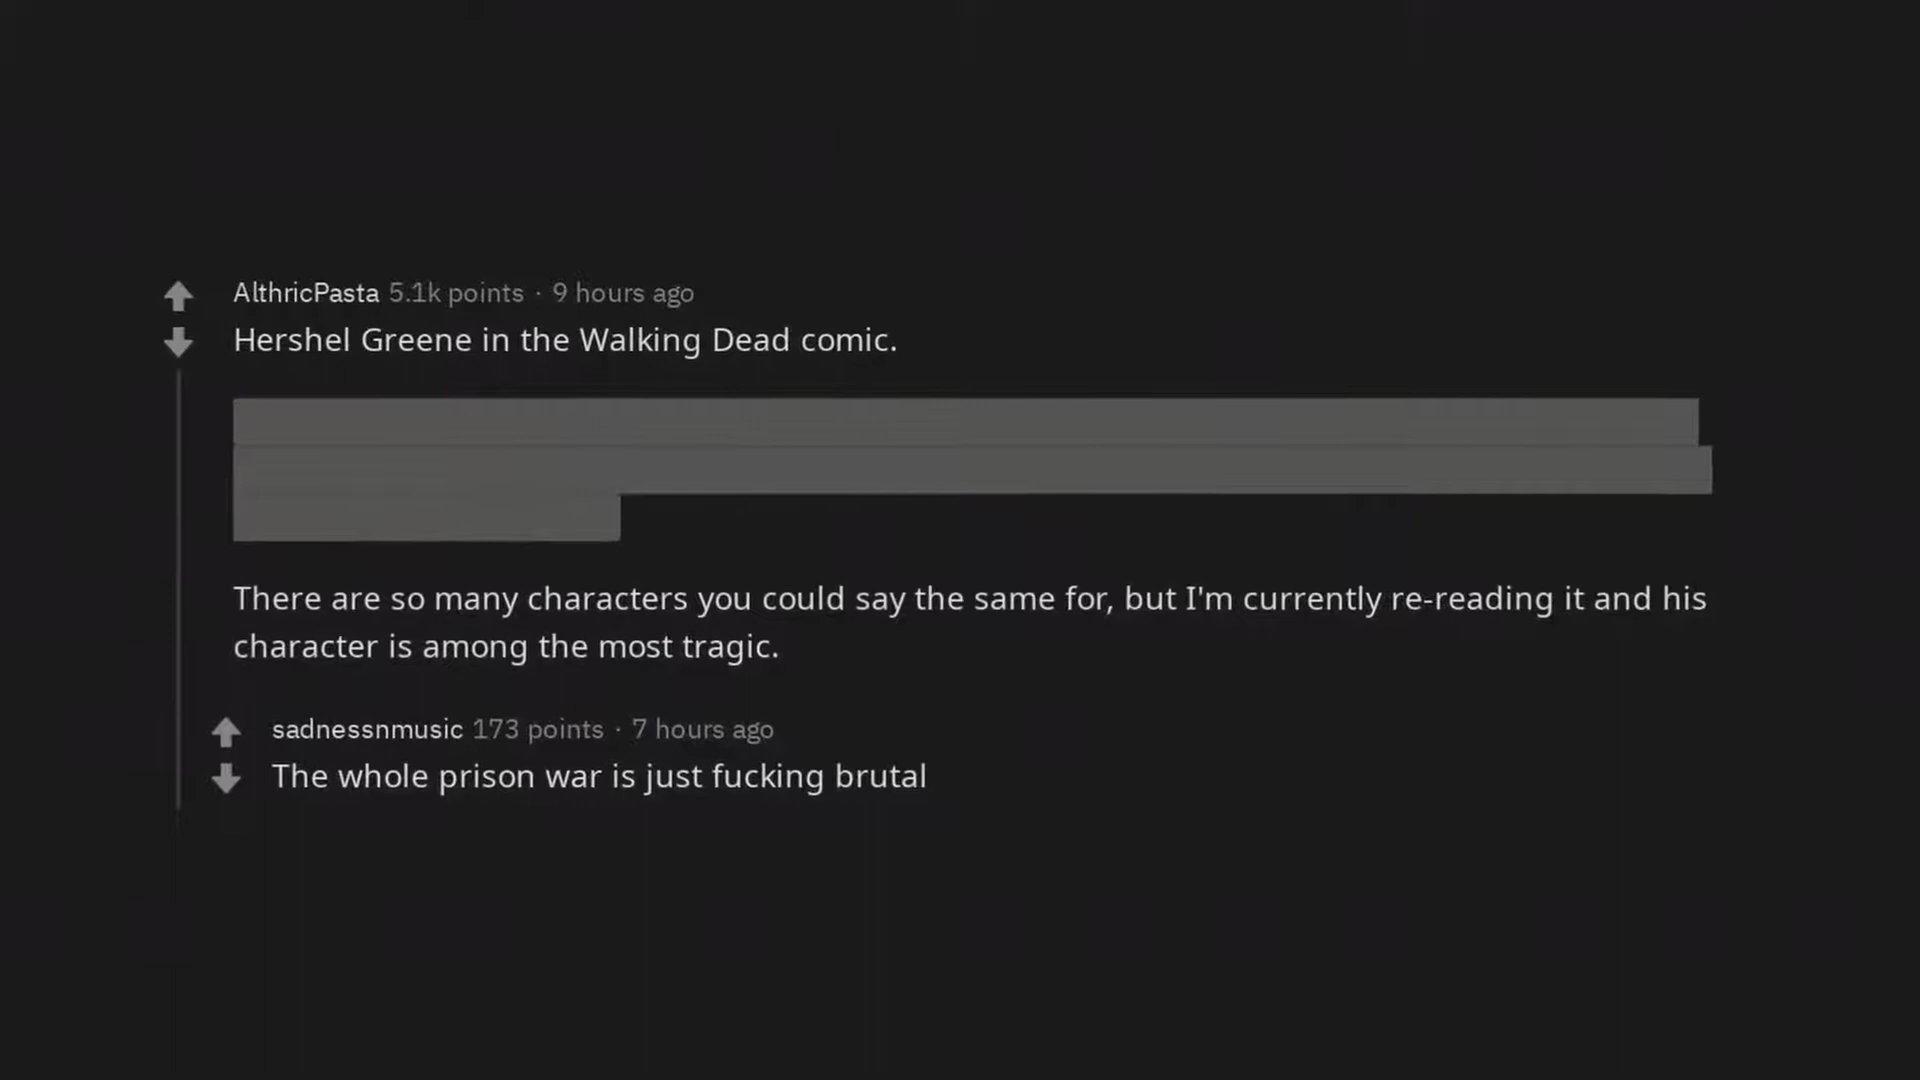 AlthricPasta 5.1k points · 9 hours ago
Hershel Greene in the Walking Dead comic.
There are so many characters you could say the same for, but I'm currently re-reading it and his
character is among the most tragic.
sadnessnmusic 173 points · 7 hours ago
The whole prison war is just fucking brutal